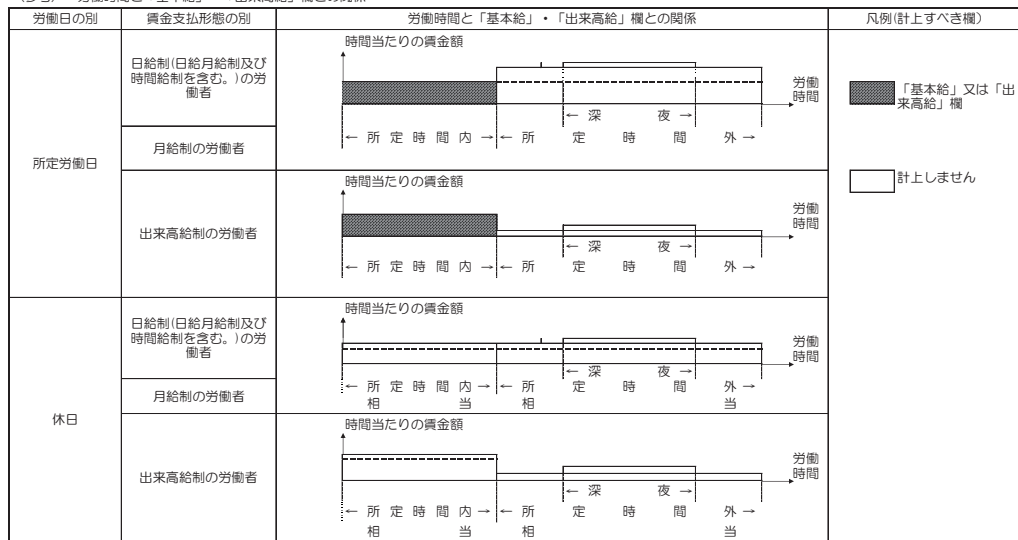 労働日の別
賃金支払形態の別
労働時間と「基本給」・「出来高給」欄との関係
凡例(計上すべき欄)
所定労働日
日給制(日給月給制及び
時間給制を含む。)の労
働者
月給制の労働者
時間当たりの賃金額
労働
時間
← 深 夜 →
← 所 定 時 間 内 → ← 所 定 時 間 外 →
出来高給制の労働者
時間当たりの賃金額
労働
時間
← 深 夜 →
← 所 定 時 間 内 → ← 所 定 時 間 外 →
休日
日給制(日給月給制及び
時間給制を含む。)の労
働者
月給制の労働者
時間当たりの賃金額
労働
時間
← 深 夜 →
← 所 定 時 間 内 → ← 所 定 時 間 外 →
相 当 相 当
出来高給制の労働者
時間当たりの賃金額
労働
時間
← 深 夜 →
← 所 定 時 間 内 → ← 所 定 時 間 外 →
相 当 相 当
「基本給」又は「出
来高給」欄
計上しません